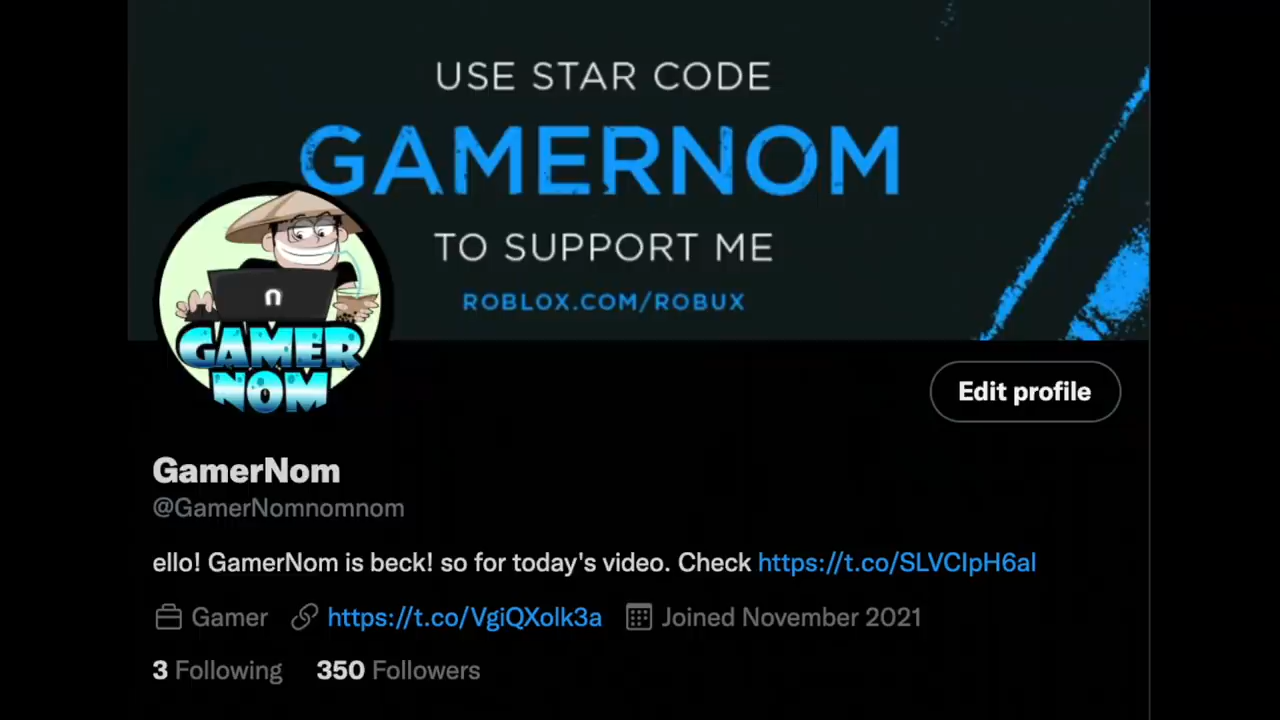 USE STAR CODE
GAMERNOM
TO SUPPORT ME
ROBLOX.COM/ROBUX
n
GAMER
NOM
Edit profile
GamerNom
@GamerNomnomnom
ello! GamerNom is beck! so for today's video. Check https://t.co/SLVCIpH6al
Gamer https://t.co/VgiQXolk3a Joined November 2021
3 Following 350 Followers